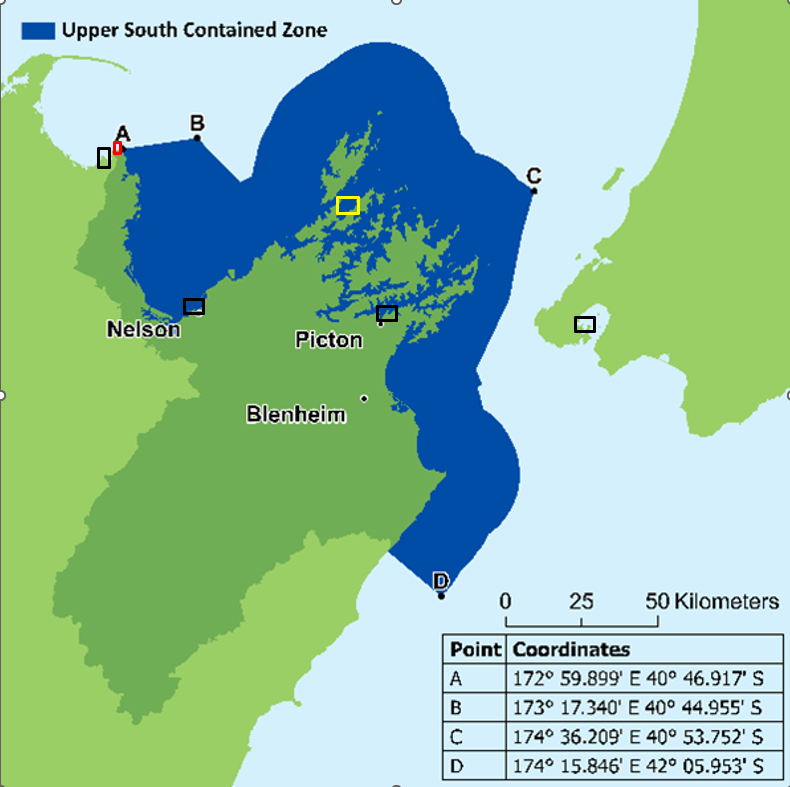 Upper South Contained Zone
A
B
C
Nelson
Picton
Blenheim
D
0 25 50 Kilometers
Point Coordinates
A 172° 59.899' E 40° 46.917' S
B 173° 17.340' E 40° 44.955' S
C 174° 36.209' E 40° 53.752' S
D 174° 15.846' E 42° 05.953' S